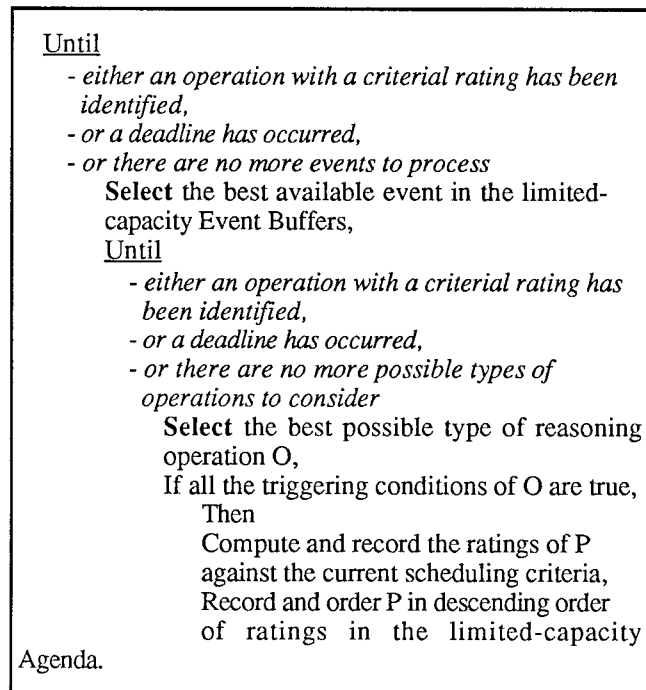 Until
- either an operation with a criterial rating has been
identified,
- or a deadline has occurred,
- or there are no more events to process
Select the best available event in the limited-
capacity Event Buffers,
Until
- either an operation with a criterial rating has
been identified,
- or a deadline has occurred,
- or there are no more possible types of
operations to consider
Select the best possible type of reasoning
operation O,
If all the triggering conditions of O are true,
Then
Compute and record the ratings of P
against the current scheduling criteria,
Record and order P in descending order
of ratings in the limited-capacity
Agenda.